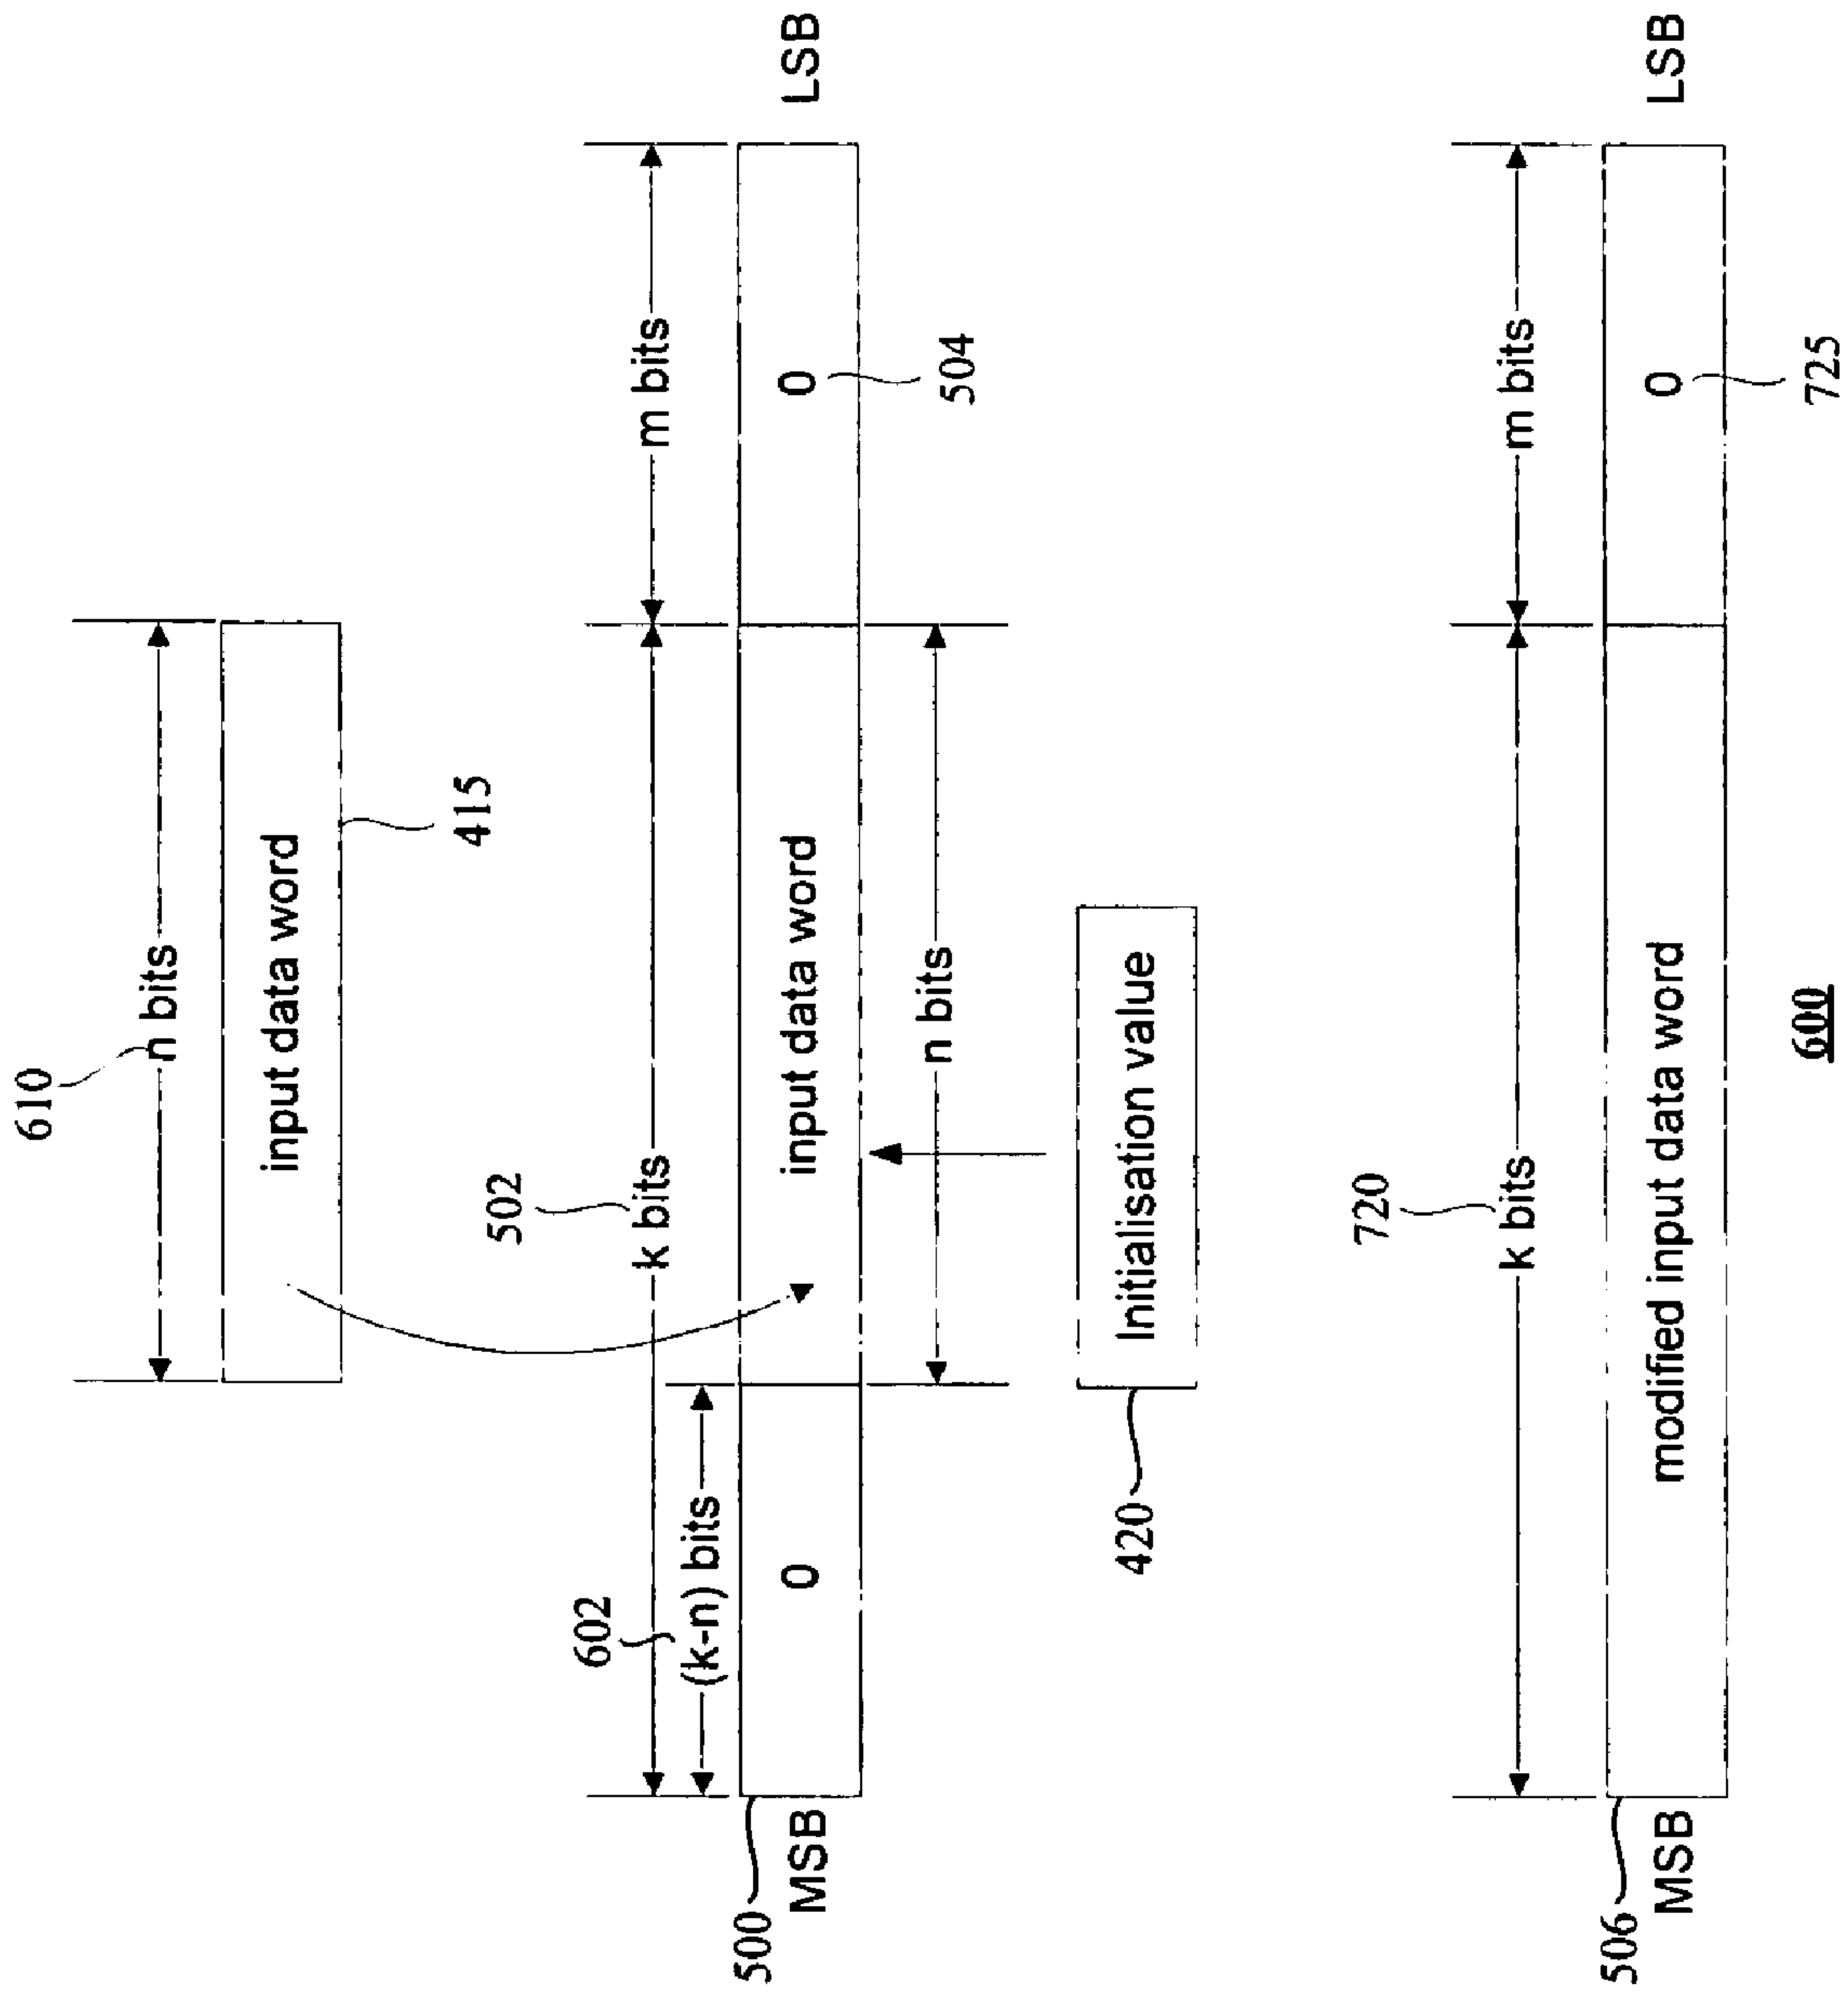 610
n bits
input data word
415
502
k bits
m bits
602
(k-n) bits
500
MSB
0
input data word
0
LSB
504
n bits
Initialisation value
420
720
k bits
m bits
506
MSB
modified input data word
0
LSB
725
600